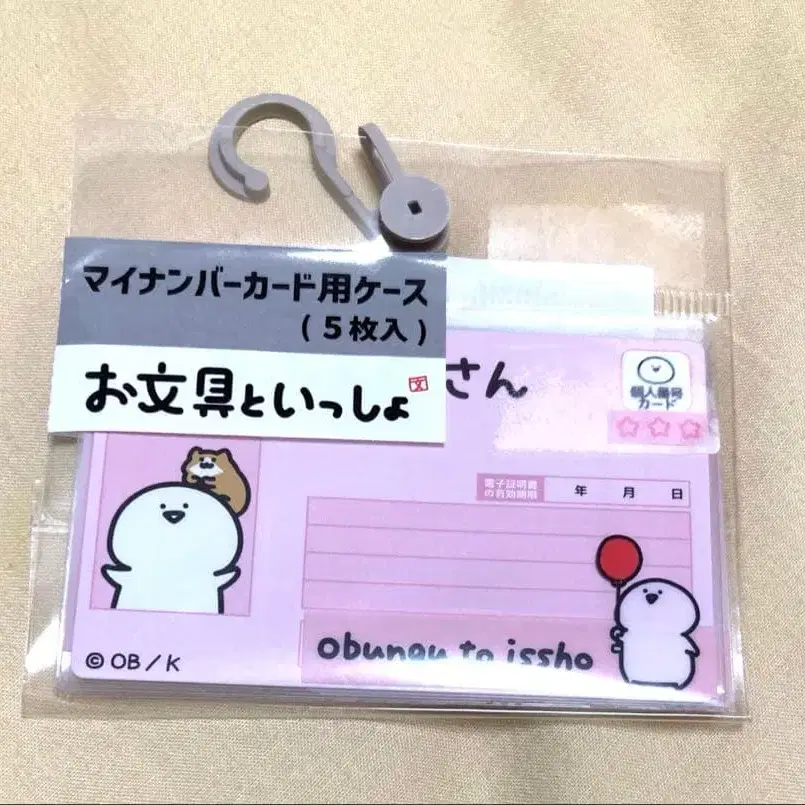 マイナンバーカード用ケース
(5枚入)
お文具といっしょ
さん
個人番号
カード
電子証明書
の有効期限
年 月 日
obungu to issho
© OB/K